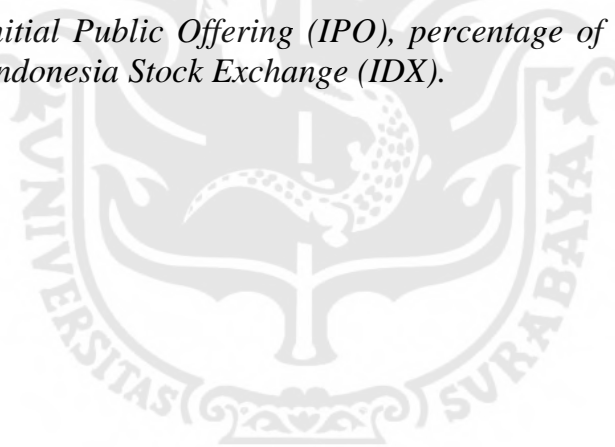 nitial Public Offering (IPO), percentage of
ndonesia Stock Exchange (IDX).
UNIVERSITAS SURABAYA